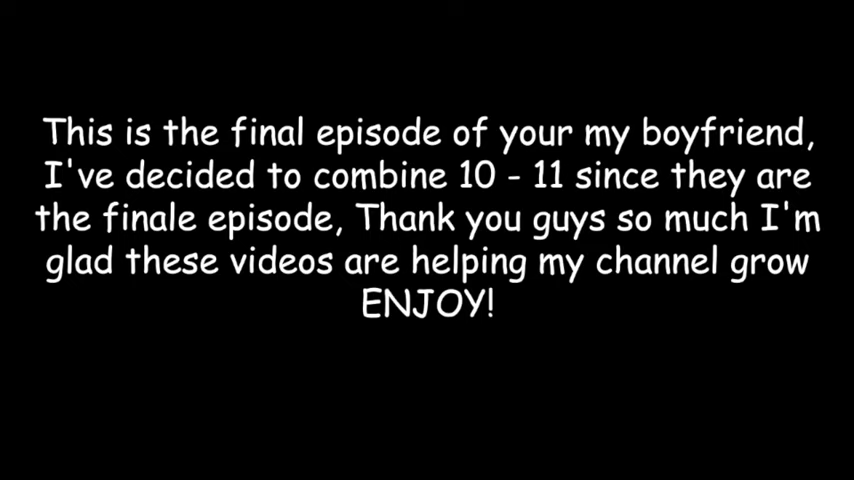 This is the final episode of your my boyfriend,
I've decided to combine 10 - 11 since they are
the finale episode, Thank you guys so much I'm
glad these videos are helping my channel grow
ENJOY!